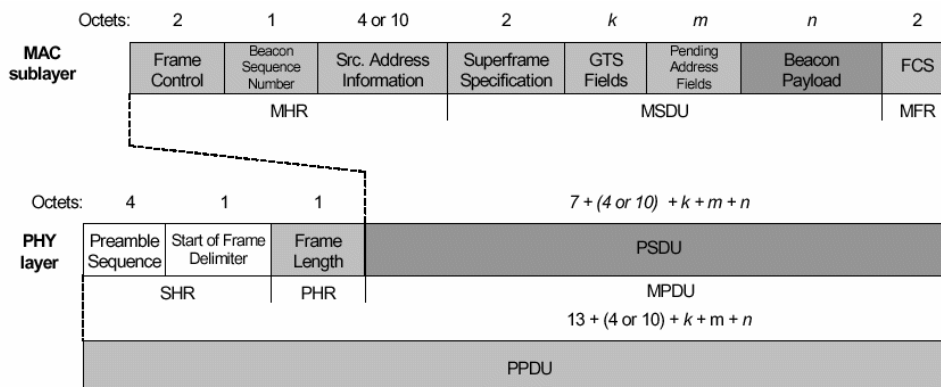 Octets: 2 1 4 or 10 2 k m n 2
MAC sublayer
Frame Control
Beacon Sequence Number
Src. Address Information
Superframe Specification
GTS Fields
Pending Address Fields
Beacon Payload
FCS
MHR MSDU MFR
Octets: 4 1 1 7 + (4 or 10) + k + m + n
PHY layer
Preamble Sequence
Start of Frame Delimiter
Frame Length
PSDU
SHR PHR MPDU
13 + (4 or 10) + k + m + n
PPDU